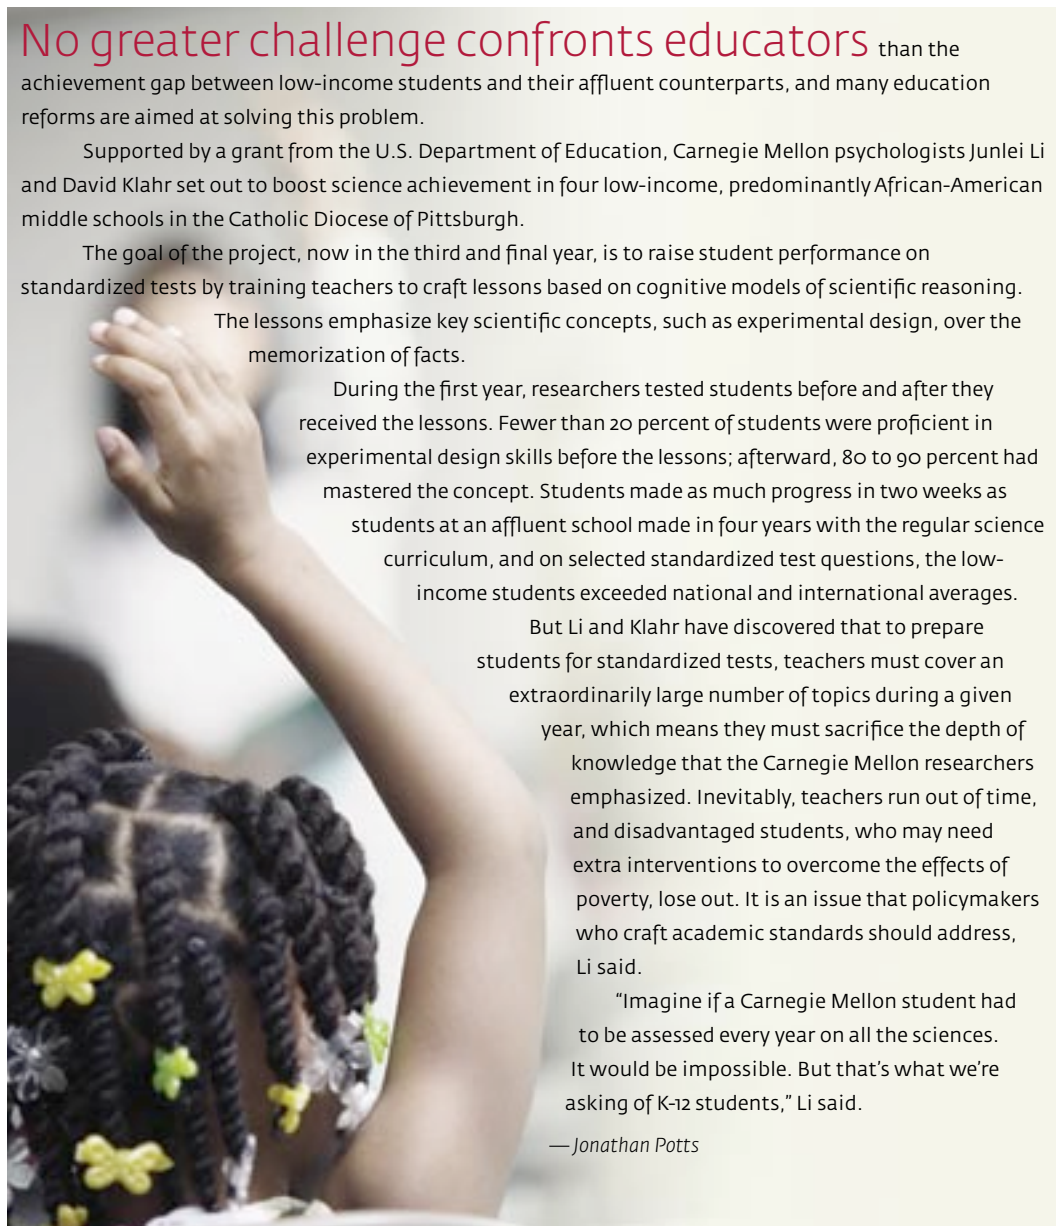 No greater challenge confronts educators than the
achievement gap between low-income students and their affluent counterparts, and many education
reforms are aimed at solving this problem.
Supported by a grant from the U.S. Department of Education, Carnegie Mellon psychologists Junlei Li
and David Klahr set out to boost science achievement in four low-income, predominantly African-American
middle schools in the Catholic Diocese of Pittsburgh.
The goal of the project, now in the third and final year, is to raise student performance on
standardized tests by training teachers to craft lessons based on cognitive models of scientific reasoning.
The lessons emphasize key scientific concepts, such as experimental design, over the
memorization of facts.
During the first year, researchers tested students before and after they
received the lessons. Fewer than 20 percent of students were proficient in
experimental design skills before the lessons; afterward, 80 to 90 percent had
mastered the concept. Students made as much progress in two weeks as
students at an affluent school made in four years with the regular science
curriculum, and on selected standardized test questions, the low-
income students exceeded national and international averages.
But Li and Klahr have discovered that to prepare
students for standardized tests, teachers must cover an
extraordinarily large number of topics during a given
year, which means they must sacrifice the depth of
knowledge that the Carnegie Mellon researchers
emphasized. Inevitably, teachers run out of time,
and disadvantaged students, who may need
extra interventions to overcome the effects of
poverty, lose out. It is an issue that policymakers
who craft academic standards should address,
Li said.
“Imagine if a Carnegie Mellon student had
to be assessed every year on all the sciences.
It would be impossible. But that’s what we’re
asking of K-12 students,” Li said.
— Jonathan Potts